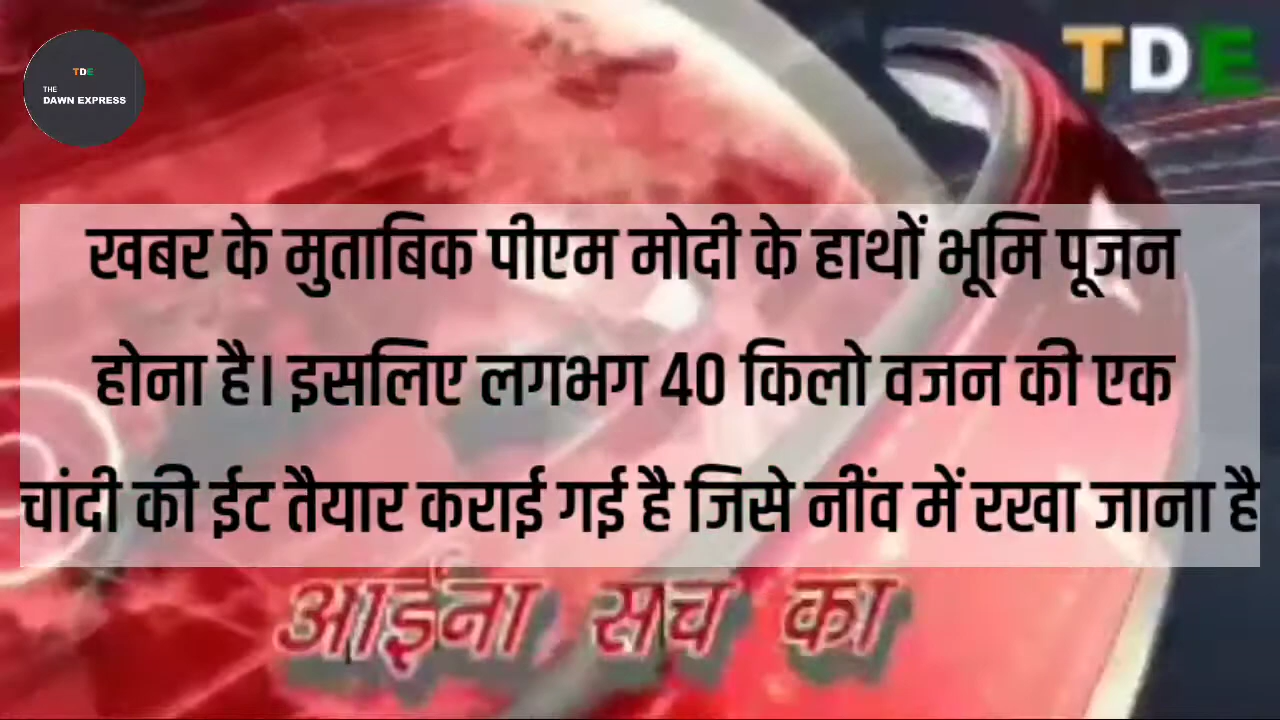 TDE
THE
DAWN EXPRESS
TDE
खबर के मुताबिक पीएम मोदी के हाथों भूमि पूजन
होना है। इसलिए लगभग 40 किलो वजन की एक
चांदी की ईट तैयार कराई गई है जिसे नींव में रखा जाना है
आईना सच का